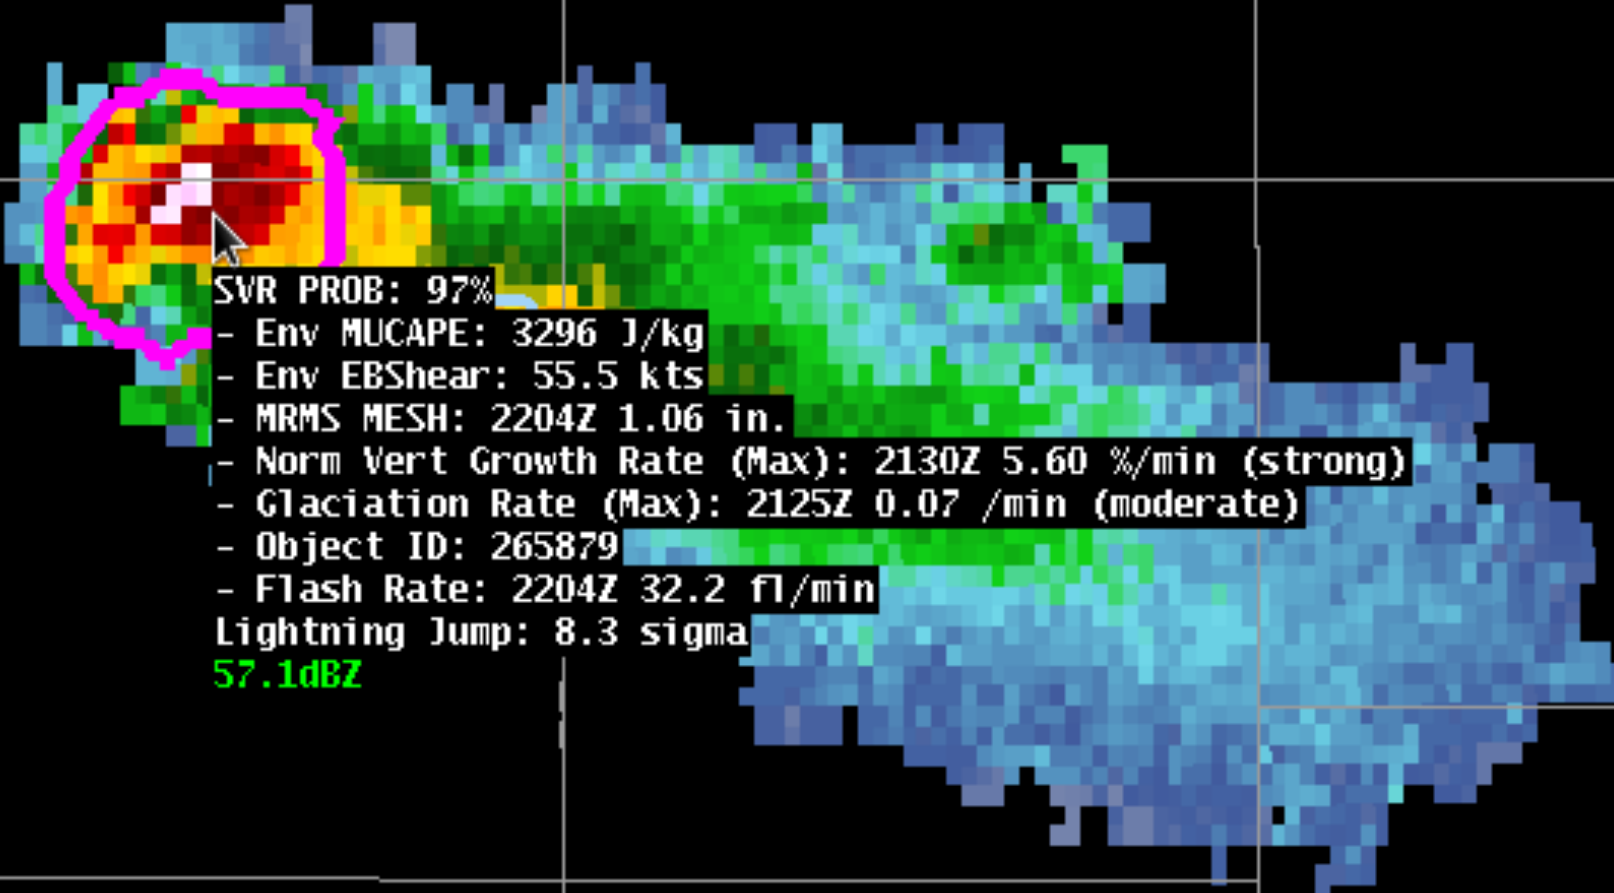 SVR PROB: 97%
- Env MUCAPE: 3296 J/kg
- Env EBShear: 55.5 kts
- MRMS MESH: 2204Z 1.06 in.
- Norm Vert Growth Rate (Max): 2130Z 5.60 %/min (strong)
- Glaciation Rate (Max): 2125Z 0.07 /min (moderate)
- Object ID: 265879
- Flash Rate: 2204Z 32.2 fl/min
Lightning Jump: 8.3 sigma
57.1dBZ